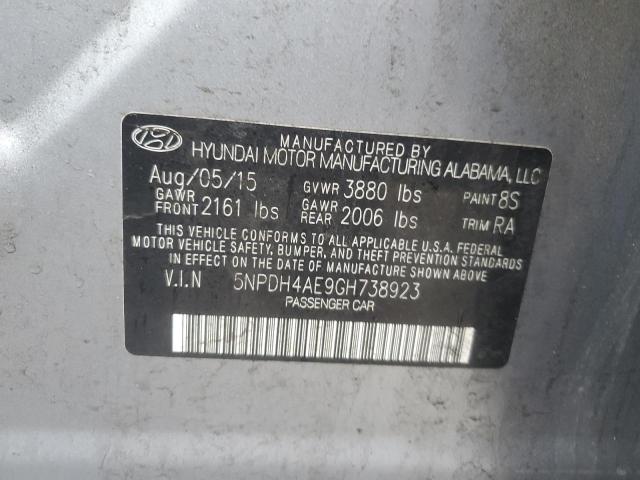 MANUFACTURED BY
HYUNDAI MOTOR MANUFACTURING ALABAMA, LLC
Aug/05/15 GVWR 3880 lbs PAINT 8S
GAWR FRONT 2161 lbs GAWR REAR 2006 lbs TRIM RA
THIS VEHICLE CONFORMS TO ALL APPLICABLE U.S.A. FEDERAL
MOTOR VEHICLE SAFETY, BUMPER, AND THEFT PREVENTION
STANDARDS IN EFFECT ON THE DATE OF MANUFACTURE
SHOWN ABOVE.
V.I.N 5NPDH4AE9GH738923
PASSENGER CAR